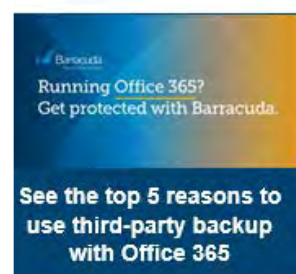 Barracuda
Running Office 365?
Get protected with Barracuda.
See the top 5 reasons to
use third-party backup
with Office 365